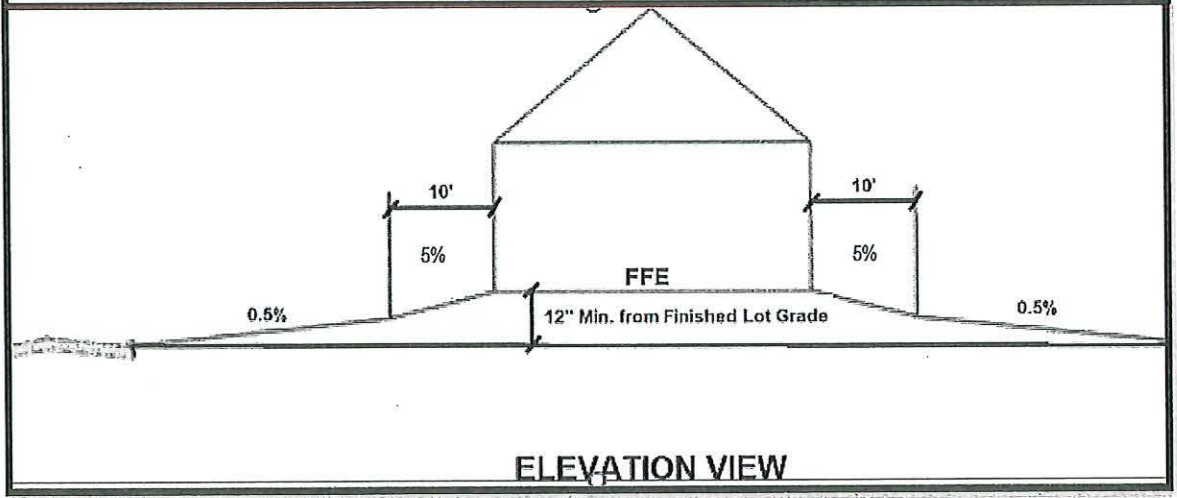 10'
10'
5%
5%
FFE
0.5%
12" Min. from Finished Lot Grade
0.5%
ELEVATION VIEW